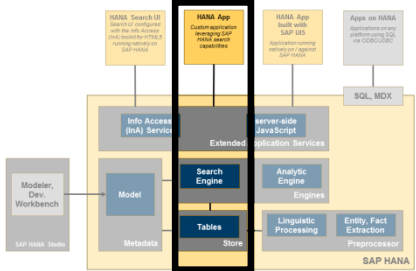 HANA Search UI
Search UI configured
with the Info Access
(InA) toolkit for HTML5
running natively on
SAP HANA
HANA App
Custom application
leveraging SAP
HANA search
capabilities
HANA App
built with
SAP UI5
Application running
natively on / against
SAP HANA
Apps on HANA
Applications on any
platform using SQL
via ODBC/JDBC
SQL, MDX
Info Access
(InA) Service
server-side
JavaScript
Extended Application Services
Modeler,
Dev.
Workbench
SAP HANA Studio
Model
Metadata
Search
Engine
Analytic
Engine
Engines
Tables
Store
Linguistic
Processing
Entity, Fact
Extraction
Preprocessor
SAP HANA